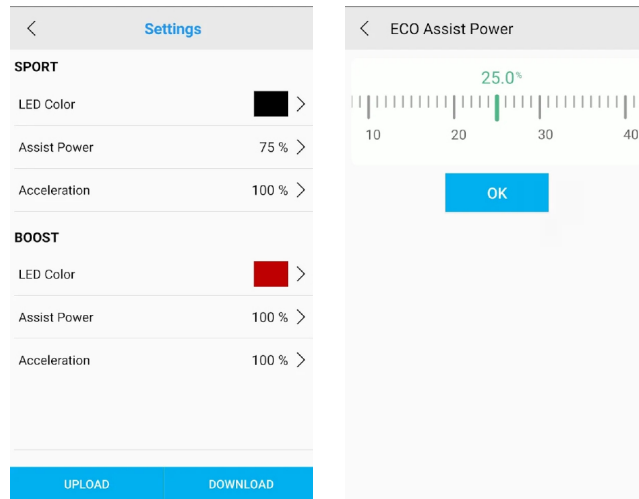 Settings
SPORT
LED Color
Assist Power 75 %
Acceleration 100 %
BOOST
LED Color
Assist Power 100 %
Acceleration 100 %
UPLOAD DOWNLOAD
ECO Assist Power
25.0%
10 20 30 40
OK